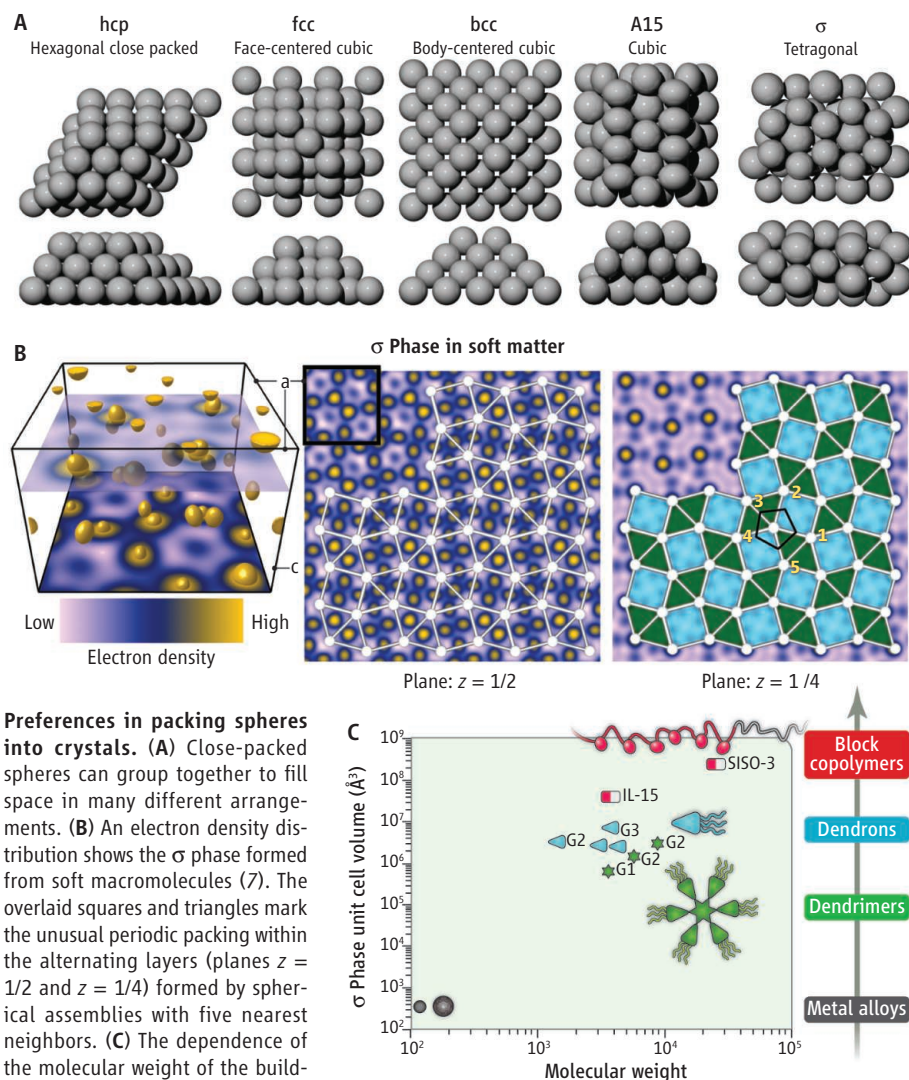 A
hcp
Hexagonal close packed
fcc
Face-centered cubic
bcc
Body-centered cubic
A15
Cubic
σ
Tetragonal
B
σ Phase in soft matter
a
c
Low
High
Electron density
3
2
4
1
5
Plane: z = 1/2
Plane: z = 1 /4
Preferences in packing spheres
into crystals. (A) Close-packed
spheres can group together to fill
space in many different arrange-
ments. (B) An electron density dis-
tribution shows the σ phase formed
from soft macromolecules (7). The
overlaid squares and triangles mark
the unusual periodic packing within
the alternating layers (planes z =
1/2 and z = 1/4) formed by spher-
ical assemblies with five nearest
neighbors. (C) The dependence of
the molecular weight of the build-
C
σ Phase unit cell volume (Å³)
10⁹
10⁸
10⁷
10⁶
10⁵
10⁴
10³
10²
SISO-3
IL-15
G2
G3
G2
G2
G1
10²
10³
10⁴
10⁵
Molecular weight
Block
copolymers
Dendrons
Dendrimers
Metal alloys